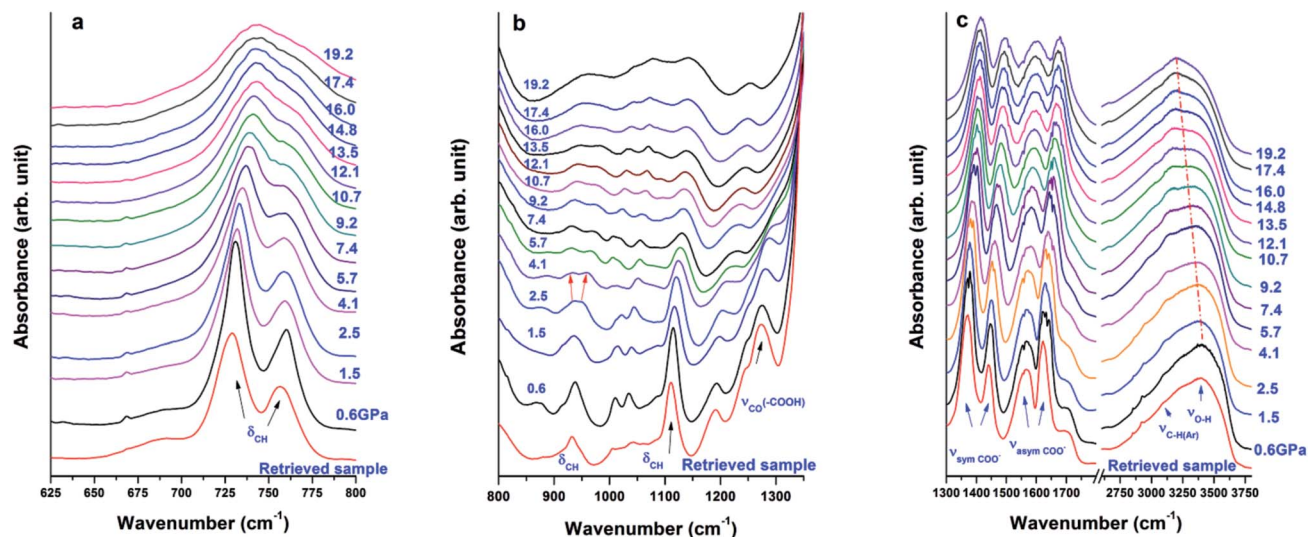 a
Absorbance (arb. unit)
19.2
17.4
16.0
14.8
13.5
12.1
10.7
9.2
7.4
5.7
4.1
2.5
1.5
0.6GPa
δCH
Retrieved sample
625 650 675 700 725 750 775 800
Wavenumber (cm-1)
b
Absorbance (arb. unit)
19.2
17.4
16.0
13.5
12.1
10.7
9.2
7.4
5.7
4.1
2.5
1.5
0.6
νCO(-COOH)
δCH
δCH
Retrieved sample
800 900 1000 1100 1200 1300
Wavenumber (cm-1)
c
Absorbance (arb. unit)
19.2
17.4
16.0
14.8
13.5
12.1
10.7
9.2
7.4
5.7
4.1
2.5
1.5
0.6GPa
νO-H
νC-H(Ar)
νsym COO-
νasym COO-
Retrieved sample
1300 1400 1500 1600 1700 2750 3000 3250 3500 3750
Wavenumber (cm-1)